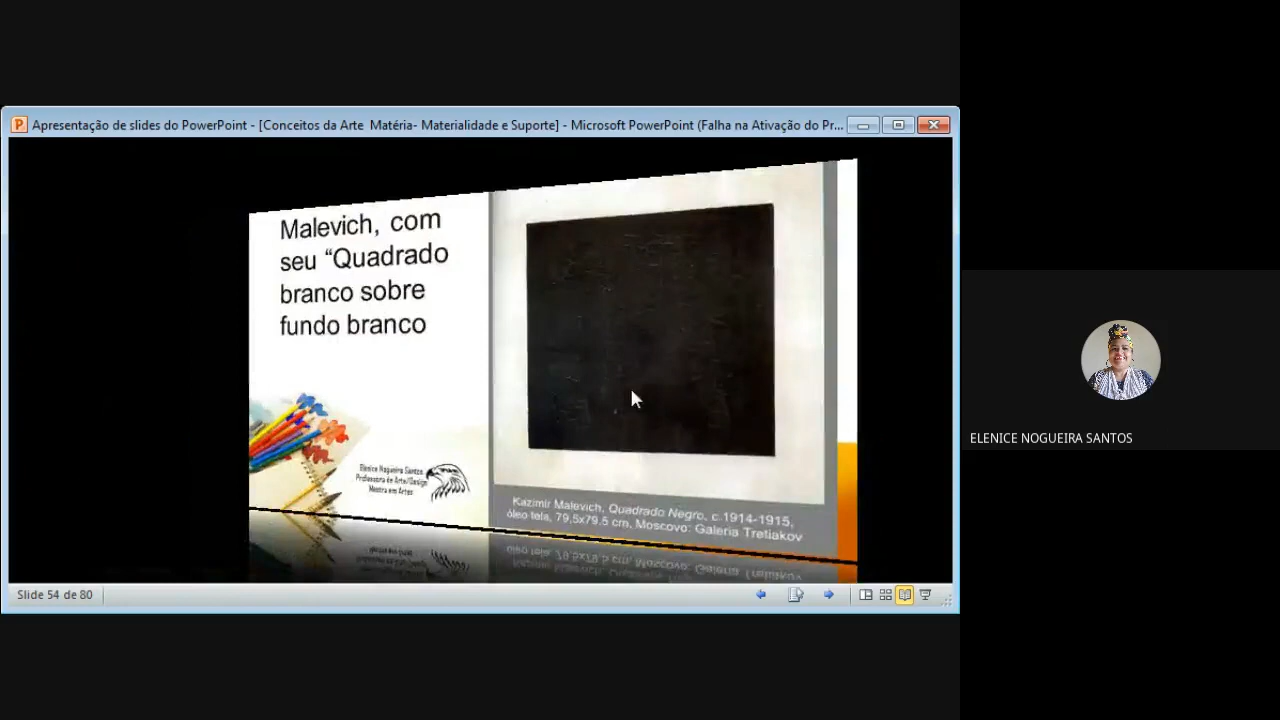 Apresentação de slides do PowerPoint - [Conceitos da Arte Matéria- Materialidade e Suporte] - Microsoft PowerPoint (Falha na Ativação do Pr...
Malevich, com
seu “Quadrado
branco sobre
fundo branco
Elenice Nogueira Santos
Professora de Arte/Design
Mestra em Artes
Kazimir Malevich, Quadrado Negro, c.1914-1915,
óleo tela, 79,5x79.5 cm, Moscovo: Galeria Tretiakov
Slide 54 de 80
ELENICE NOGUEIRA SANTOS